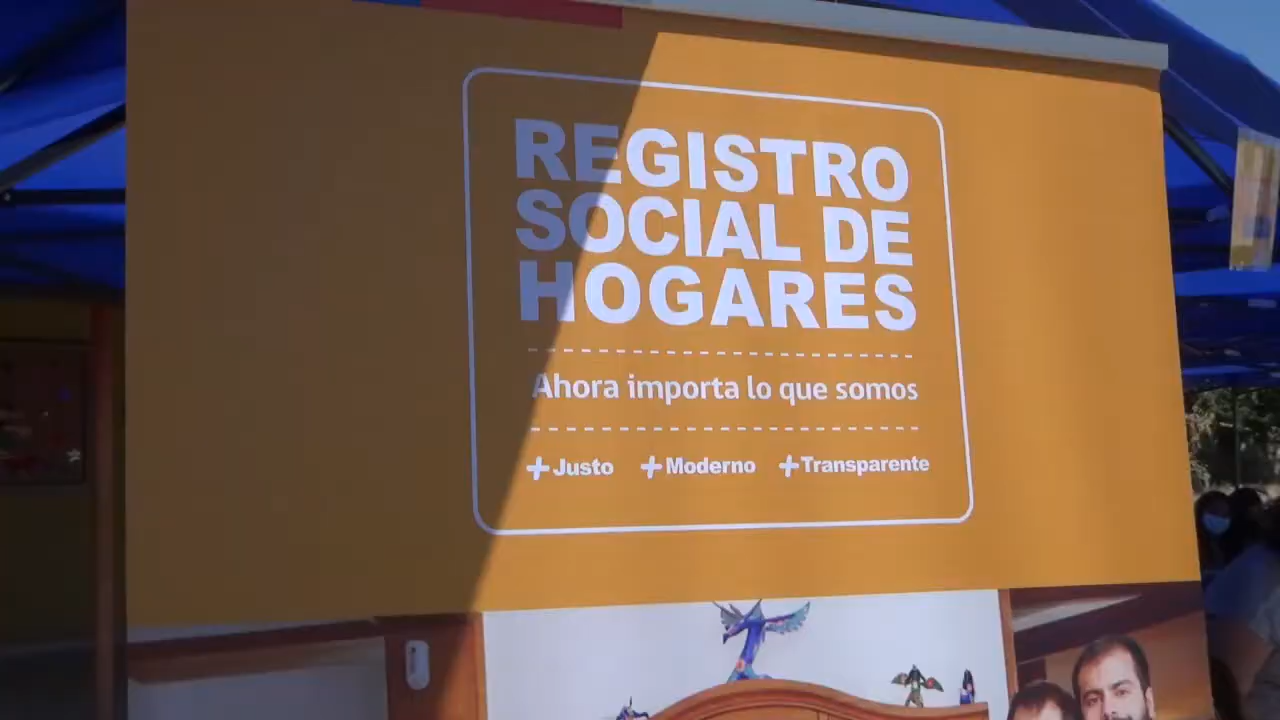 REGISTRO
SOCIAL DE
HOGARES
Ahora importa lo que somos
+Justo +Moderno +Transparente